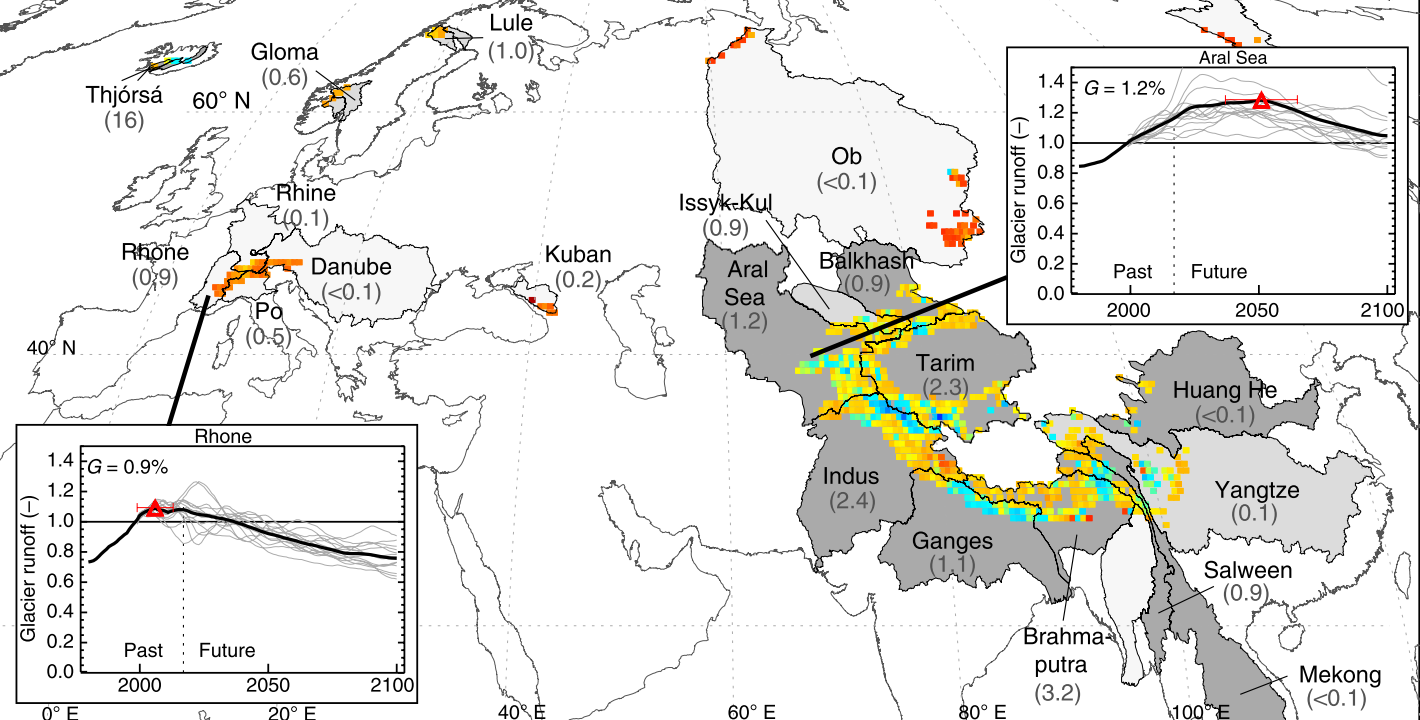 Lule
(1.0)
Gloma
(0.6)
Thjórsá
(16)
60° N
Rhine
(0.1)
Rhone
(0.9)
Danube
(<0.1)
Po
(0.5)
Kuban
(0.2)
40° N
Ob
(<0.1)
Issyk-Kul
(0.9)
Aral
Sea
(1.2)
Balkhash
(0.9)
Tarim
(2.3)
Huang He
(<0.1)
Indus
(2.4)
Yangtze
(0.1)
Ganges
(1.1)
Salween
(0.9)
Brahma-
putra
(3.2)
Mekong
(<0.1)
Aral Sea
G = 1.2%
Glacier runoff (–)
1.4
1.2
1.0
0.8
0.6
0.4
0.2
0.0
Past Future
2000 2050 2100
Rhone
G = 0.9%
Glacier runoff (–)
1.4
1.2
1.0
0.8
0.6
0.4
0.2
0.0
Past Future
2000 2050 2100
0° E 20° E 40° E 60° E 80° E 100° E